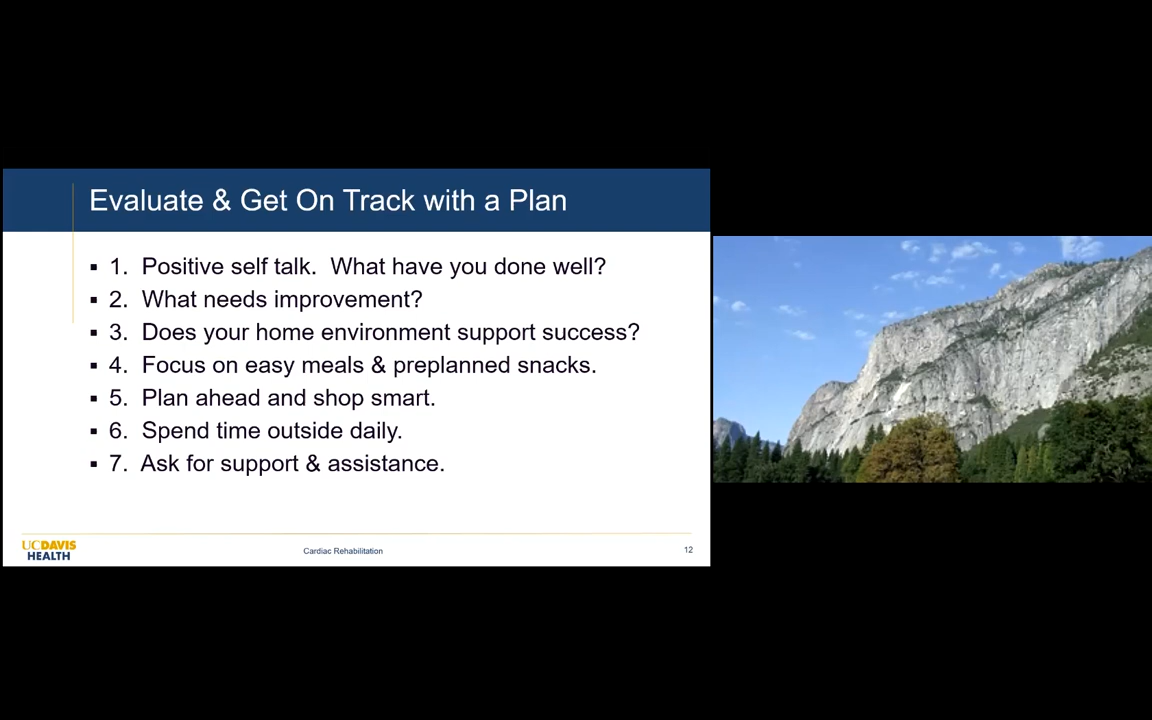 Evaluate & Get On Track with a Plan
▪ 1. Positive self talk. What have you done well?
▪ 2. What needs improvement?
▪ 3. Does your home environment support success?
▪ 4. Focus on easy meals & preplanned snacks.
▪ 5. Plan ahead and shop smart.
▪ 6. Spend time outside daily.
▪ 7. Ask for support & assistance.
UCDAVIS
HEALTH
Cardiac Rehabilitation
12